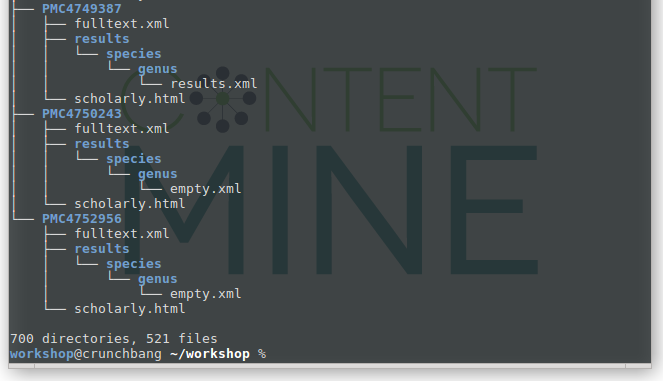 ├── PMC4749387
│   ├── fulltext.xml
│   ├── results
│   │   └── species
│   │       └── genus
│   │           └── results.xml
│   └── scholarly.html
├── PMC4750243
│   ├── fulltext.xml
│   ├── results
│   │   └── species
│   │       └── genus
│   │           └── empty.xml
│   └── scholarly.html
└── PMC4752956
    ├── fulltext.xml
    ├── results
    │   └── species
    │       └── genus
    │           └── empty.xml
    └── scholarly.html

700 directories, 521 files
workshop@crunchbang ~/workshop %
CONTENT
MINE